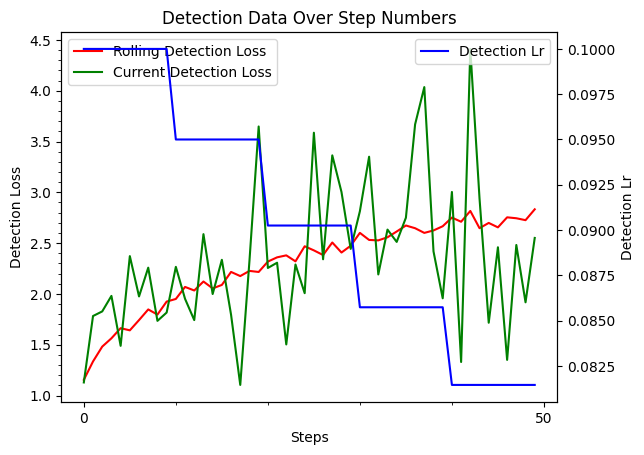 Detection Data Over Step Numbers
Rolling Detection Loss
Current Detection Loss
Detection Lr
4.5
4.0
3.5
3.0
2.5
2.0
1.5
1.0
Detection Loss
0.1000
0.0975
0.0950
0.0925
0.0900
0.0875
0.0850
0.0825
Detection Lr
0
50
Steps